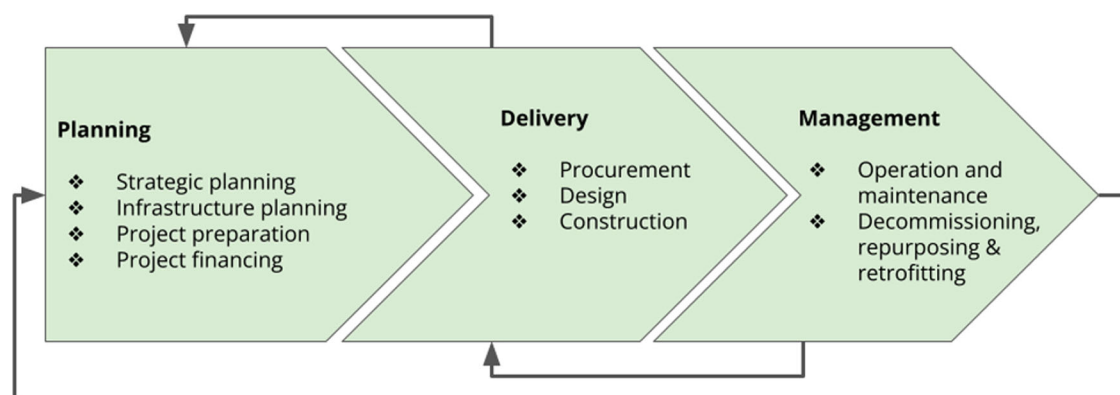 Planning
❖ Strategic planning
❖ Infrastructure planning
❖ Project preparation
❖ Project financing
Delivery
❖ Procurement
❖ Design
❖ Construction
Management
❖ Operation and
maintenance
❖ Decommissioning,
repurposing &
retrofitting